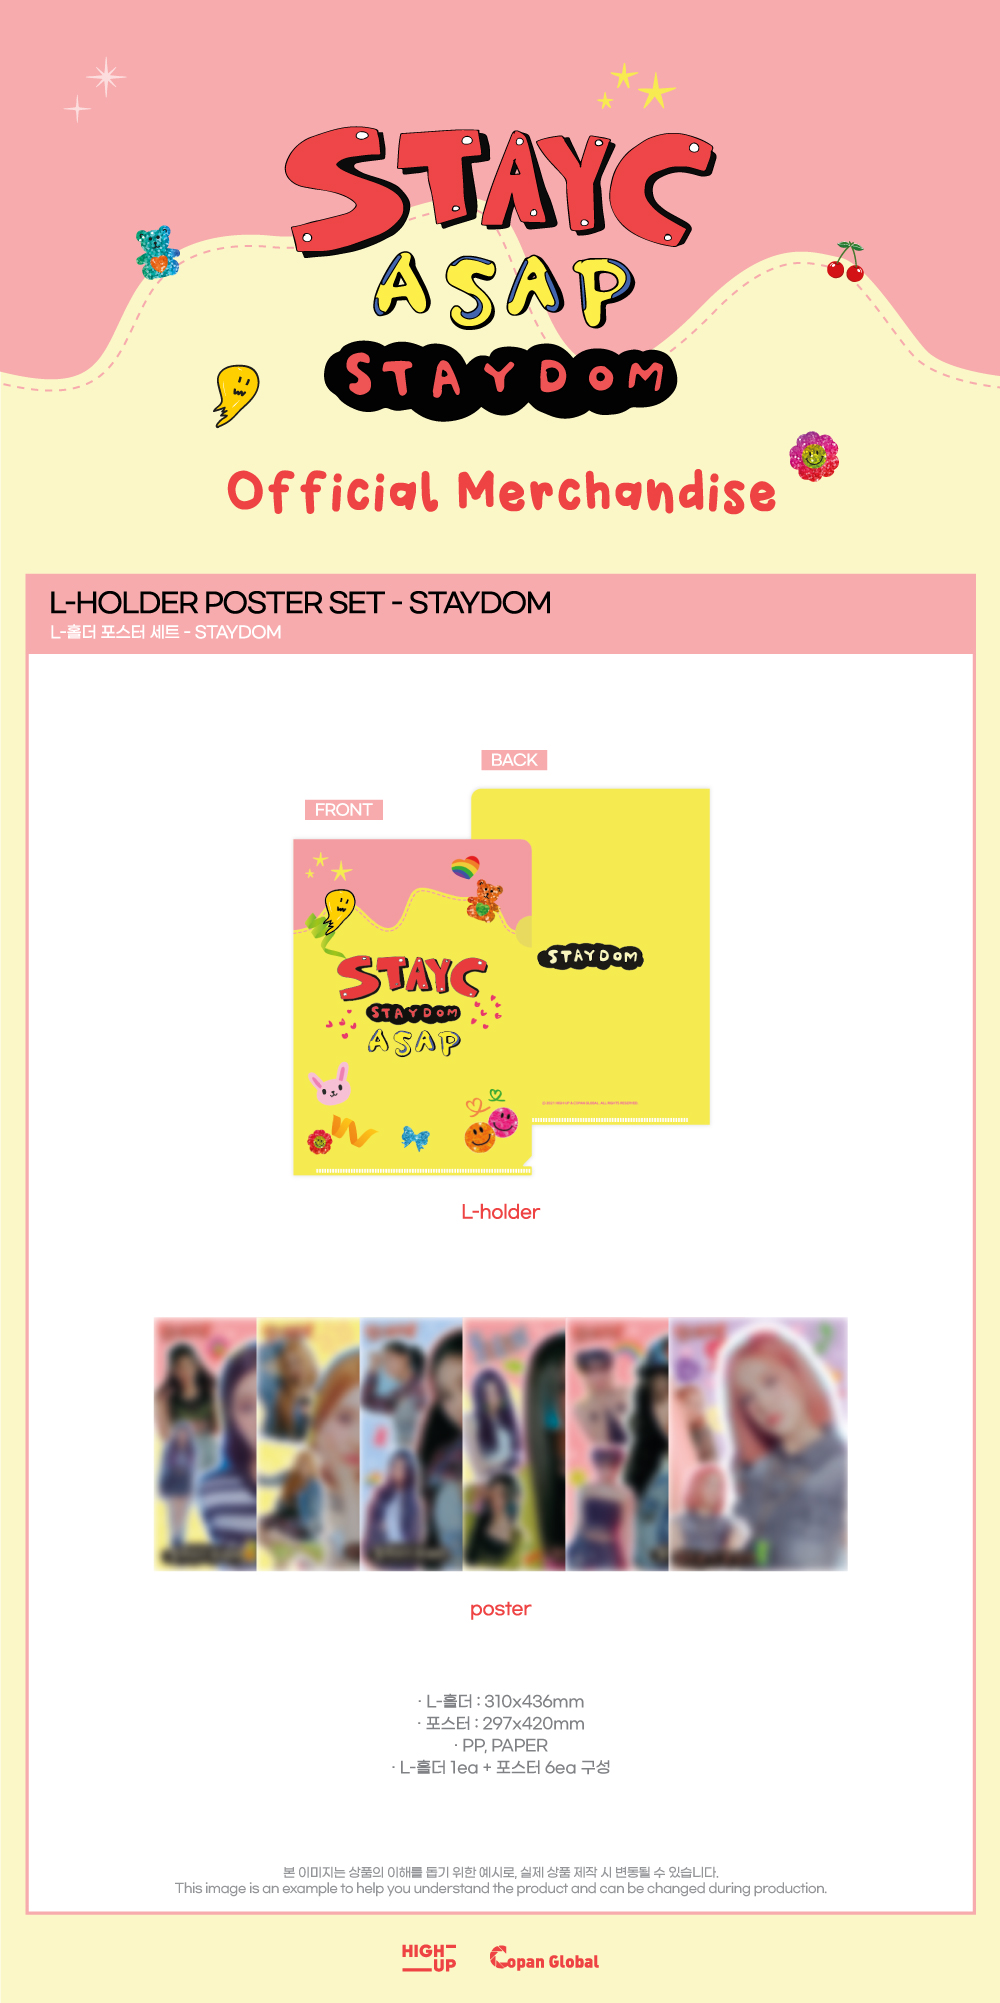 STAYC
ASAP
STAYDOM
Official Merchandise
L-HOLDER POSTER SET - STAYDOM
L-홀더 포스터 세트 - STAYDOM
BACK
FRONT
STAYDOM
STAYC
STAYDOM
ASAP
L-holder
poster
· L-홀더 : 310x436mm
· 포스터 : 297x420mm
· PP, PAPER
· L-홀더 1ea + 포스터 6ea 구성
본 이미지는 상품의 이해를 돕기 위한 예시로, 실제 상품 제작 시 변동될 수 있습니다.
This image is an example to help you understand the product and can be changed during production.
HIGH UP
Copan Global